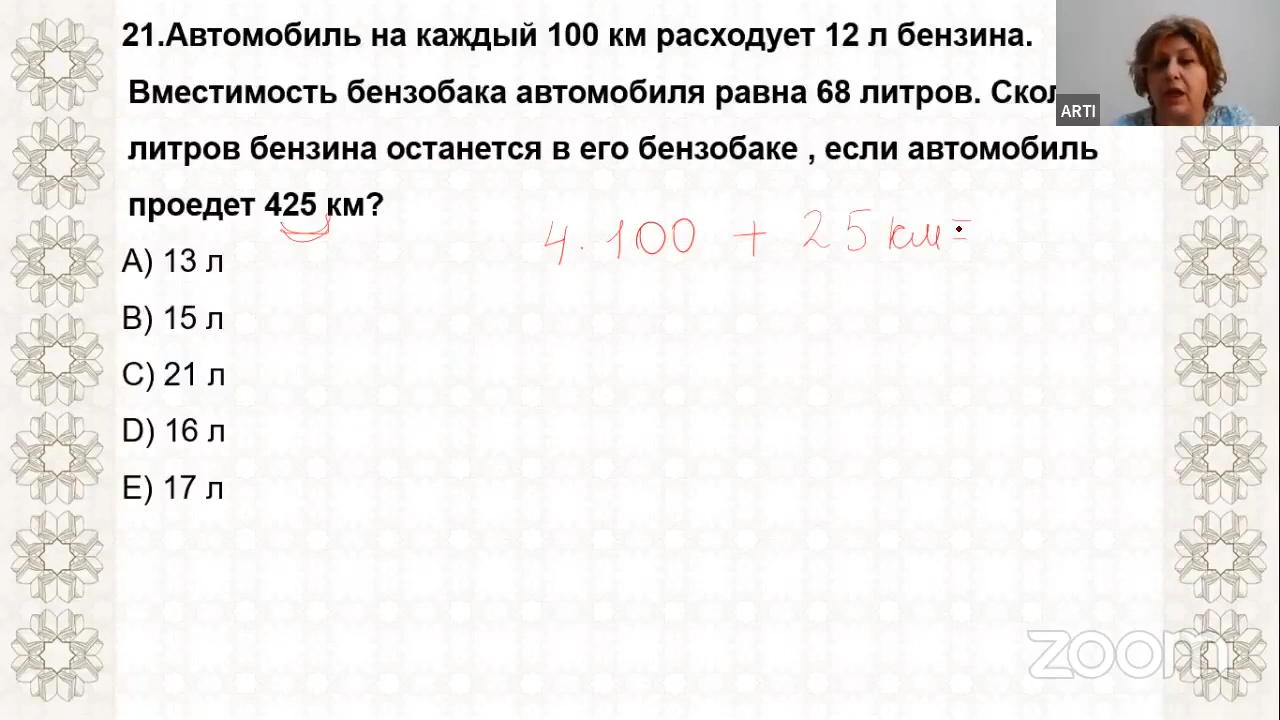 21.Автомобиль на каждый 100 км расходует 12 л бензина.
Вместимость бензобака автомобиля равна 68 литров.
литров бензина останется в его бензобаке , если автомобиль
проедет 425 км?
4.100 + 25 км =
A) 13 л
B) 15 л
C) 21 л
D) 16 л
E) 17 л
ARTI
zoom